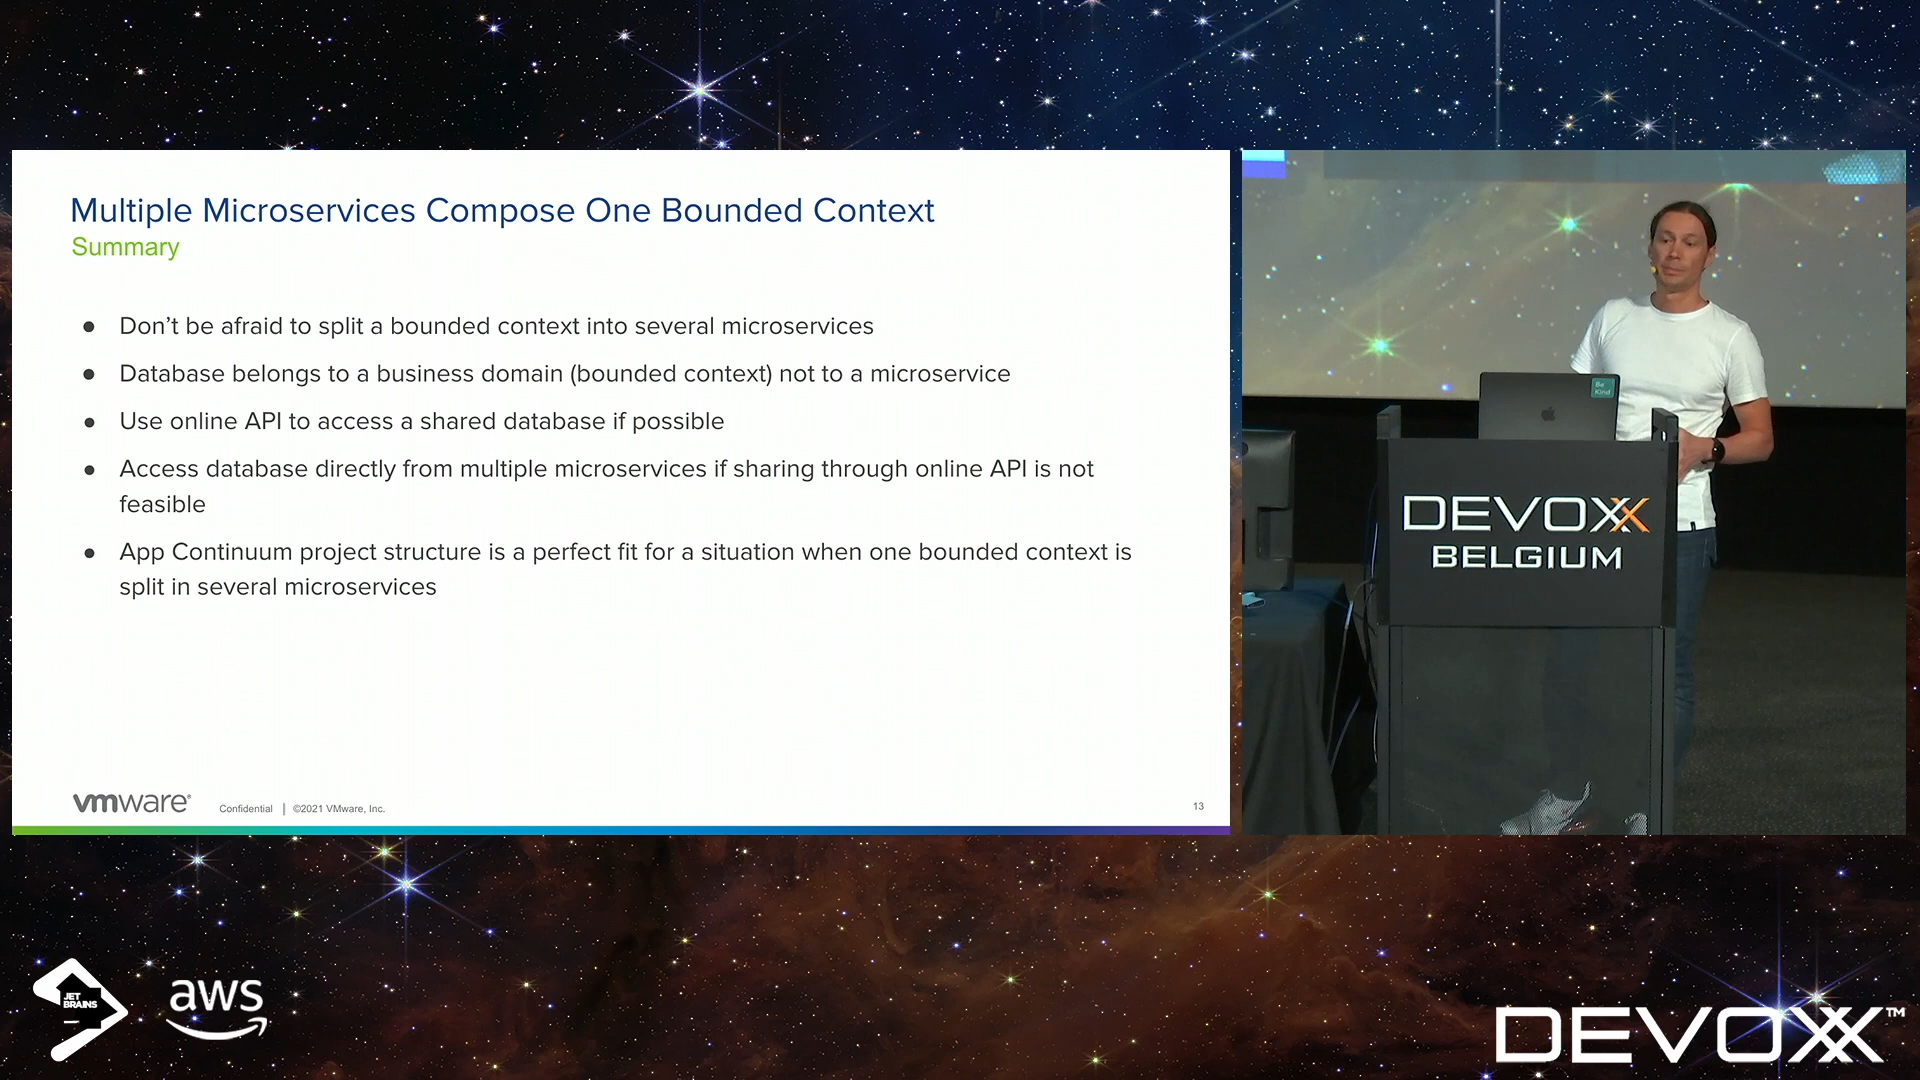 Multiple Microservices Compose One Bounded Context
Summary
● Don’t be afraid to split a bounded context into several microservices
● Database belongs to a business domain (bounded context) not to a microservice
● Use online API to access a shared database if possible
● Access database directly from multiple microservices if sharing through online API is not
feasible
● App Continuum project structure is a perfect fit for a situation when one bounded context is
split in several microservices
vmware®
Confidential | ©2021 VMware, Inc.
13
Be
Kind
DEVOXX
BELGIUM
JET
BRAINS
aws
DEVOXX™